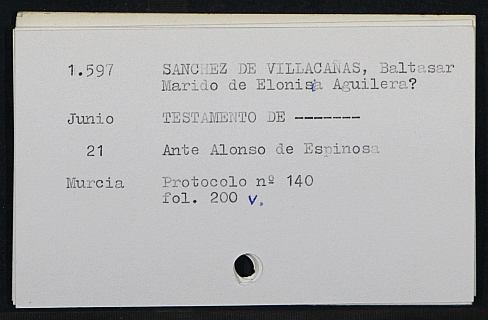 1.597 SANCHEZ DE VILLACAÑAS, Baltasar
Marido de Elonisa Aguilera?
Junio TESTAMENTO DE -------
21 Ante Alonso de Espinosa
Murcia Protocolo nº 140
fol. 200 v.